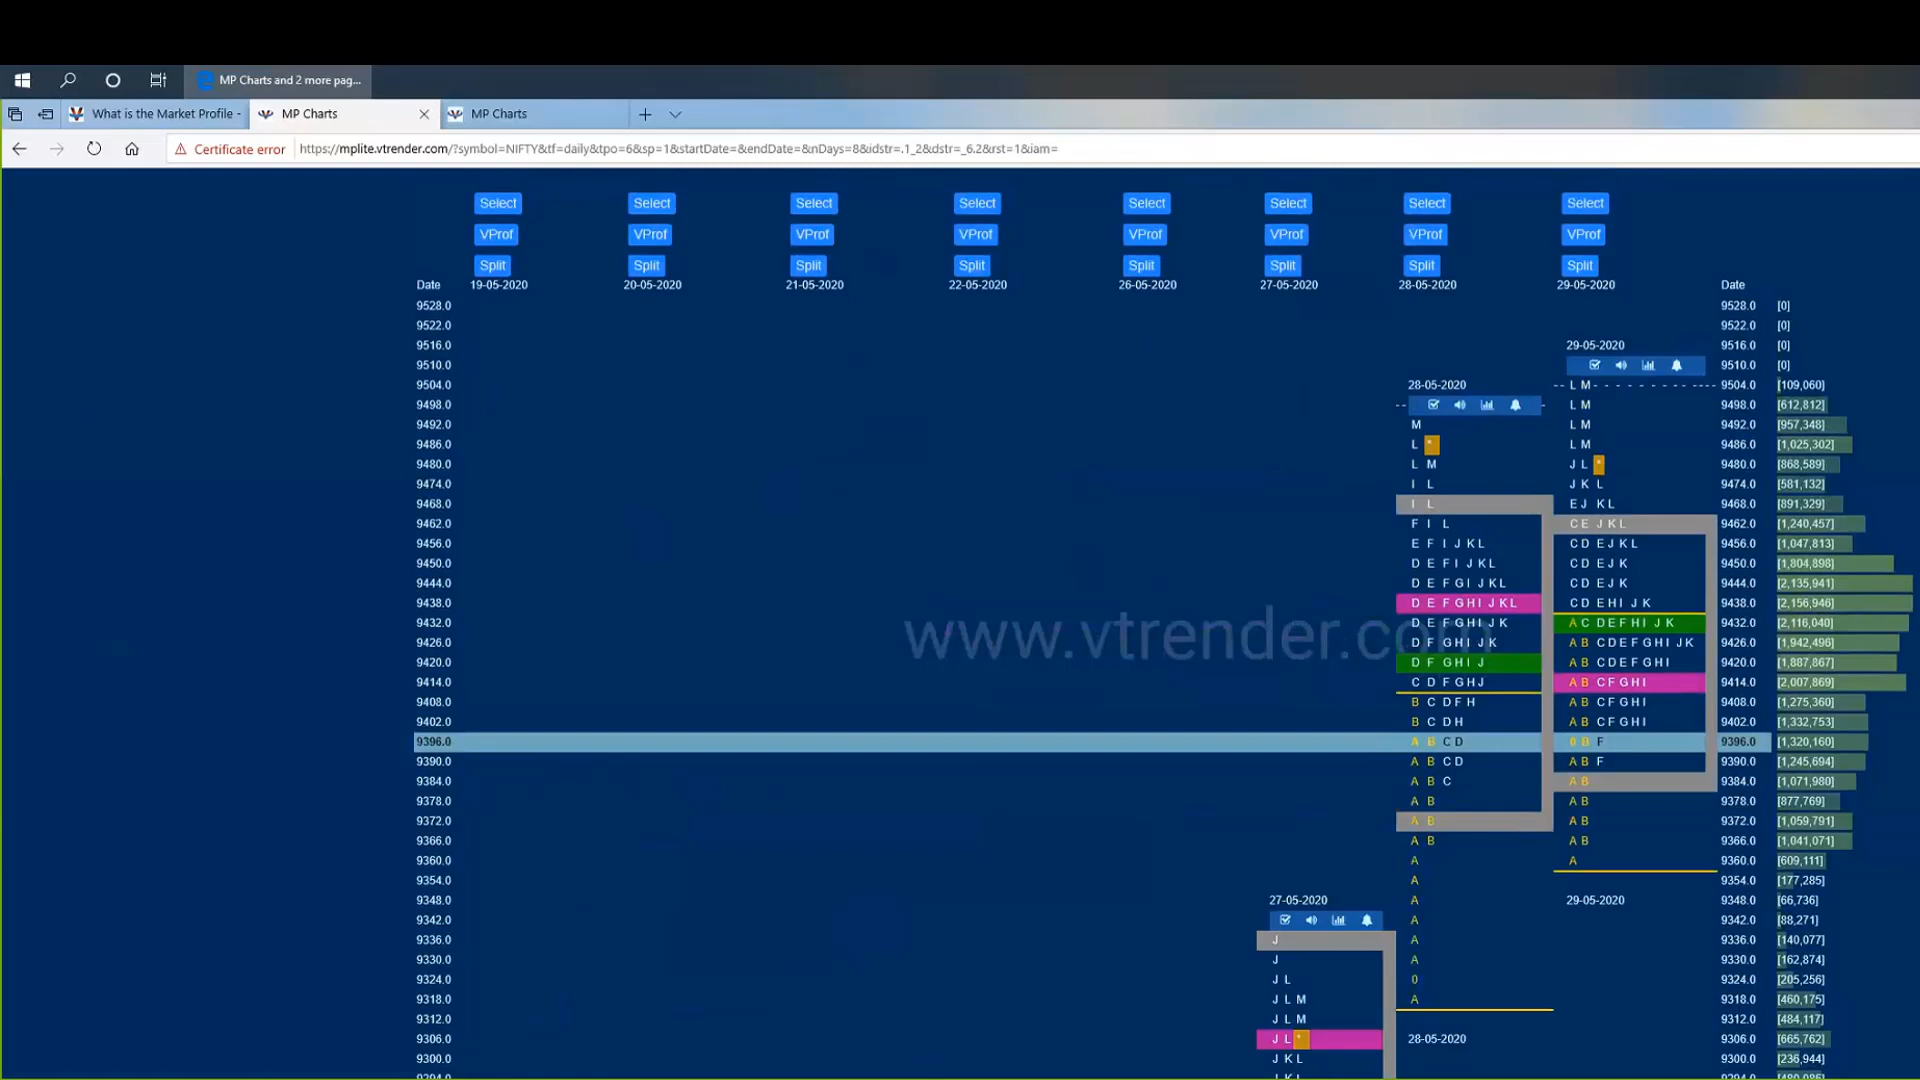 MP Charts and 2 more pag...
What is the Market Profile - MP Charts MP Charts
Certificate error https://mplite.vtrender.com/?symbol=NIFTY&tf=daily&tpo=6&sp=1&startDate=&endDate=&nDays=8&idstr=.1_2&dstr=_6.2&rst=1&iam=
Select Select Select Select Select Select Select Select
VProf VProf VProf VProf VProf VProf VProf VProf
Split Split Split Split Split Split Split Split
Date 19-05-2020 20-05-2020 21-05-2020 22-05-2020 26-05-2020 27-05-2020 28-05-2020 29-05-2020 Date
9528.0 9528.0 [0]
9522.0 9522.0 [0]
9516.0 29-05-2020 9516.0 [0]
9510.0 9510.0 [0]
9504.0 28-05-2020 L M 9504.0 [109,060]
9498.0 L M 9498.0 [612,812]
9492.0 M L M 9492.0 [957,348]
9486.0 L * L M 9486.0 [1,025,302]
9480.0 L M J L * 9480.0 [868,589]
9474.0 I L J K L 9474.0 [581,132]
9468.0 I L E J K L 9468.0 [891,329]
9462.0 F I L C E J K L 9462.0 [1,240,457]
9456.0 E F I J K L C D E J K L 9456.0 [1,047,813]
9450.0 D E F I J K L C D E J K 9450.0 [1,804,898]
9444.0 D E F G I J K L C D E J K 9444.0 [2,135,941]
9438.0 D E F G H I J K L C D E H I J K 9438.0 [2,156,946]
9432.0 D E F G H I J K A C D E F H I J K 9432.0 [2,116,040]
www.vtrender.com
9426.0 D F G H I J K A B C D E F G H I J K 9426.0 [1,942,496]
9420.0 D F G H I J A B C D E F G H I 9420.0 [1,887,867]
9414.0 C D F G H J A B C F G H I 9414.0 [2,007,869]
9408.0 B C D F H A B C F G H I 9408.0 [1,275,360]
9402.0 B C D H A B C F G H I 9402.0 [1,332,753]
9396.0 A B C D 0 B F 9396.0 [1,320,160]
9390.0 A B C D A B F 9390.0 [1,245,694]
9384.0 A B C A B 9384.0 [1,071,980]
9378.0 A B A B 9378.0 [877,769]
9372.0 A B A B 9372.0 [1,059,791]
9366.0 A B A B 9366.0 [1,041,071]
9360.0 A A 9360.0 [609,111]
9354.0 A 9354.0 [177,285]
9348.0 27-05-2020 A 29-05-2020 9348.0 [66,736]
9342.0 A 9342.0 [88,271]
9336.0 J A 9336.0 [140,077]
9330.0 J A 9330.0 [162,874]
9324.0 J L 0 9324.0 [205,256]
9318.0 J L M A 9318.0 [460,175]
9312.0 J L M 9312.0 [484,117]
9306.0 J L * 28-05-2020 9306.0 [665,762]
9300.0 J K L 9300.0 [236,944]
9294.0 J K L 9294.0